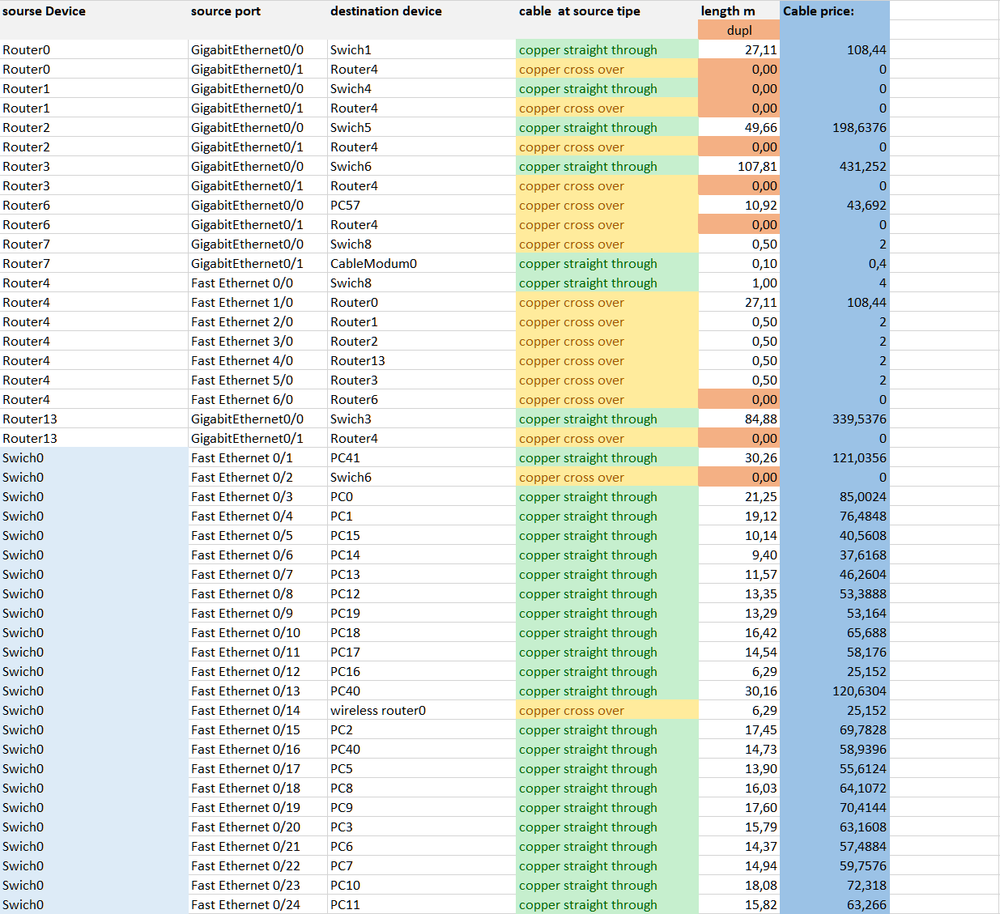 sourse Device source port destination device cable  at source tipe length m Cable price:
dupl
Router0 GigabitEthernet0/0 Swich1 copper straight through 27,11 108,44
Router0 GigabitEthernet0/1 Router4 copper cross over 0,00 0
Router1 GigabitEthernet0/0 Swich4 copper straight through 0,00 0
Router1 GigabitEthernet0/1 Router4 copper cross over 0,00 0
Router2 GigabitEthernet0/0 Swich5 copper straight through 49,66 198,6376
Router2 GigabitEthernet0/1 Router4 copper cross over 0,00 0
Router3 GigabitEthernet0/0 Swich6 copper straight through 107,81 431,252
Router3 GigabitEthernet0/1 Router4 copper cross over 0,00 0
Router6 GigabitEthernet0/0 PC57 copper cross over 10,92 43,692
Router6 GigabitEthernet0/1 Router4 copper cross over 0,00 0
Router7 GigabitEthernet0/0 Swich8 copper cross over 0,50 2
Router7 GigabitEthernet0/1 CableModum0 copper straight through 0,10 0,4
Router4 Fast Ethernet 0/0 Swich8 copper straight through 1,00 4
Router4 Fast Ethernet 1/0 Router0 copper cross over 27,11 108,44
Router4 Fast Ethernet 2/0 Router1 copper cross over 0,50 2
Router4 Fast Ethernet 3/0 Router2 copper cross over 0,50 2
Router4 Fast Ethernet 4/0 Router13 copper cross over 0,50 2
Router4 Fast Ethernet 5/0 Router3 copper cross over 0,50 2
Router4 Fast Ethernet 6/0 Router6 copper cross over 0,00 0
Router13 GigabitEthernet0/0 Swich3 copper straight through 84,88 339,5376
Router13 GigabitEthernet0/1 Router4 copper cross over 0,00 0
Swich0 Fast Ethernet 0/1 PC41 copper straight through 30,26 121,0356
Swich0 Fast Ethernet 0/2 Swich6 copper cross over 0,00 0
Swich0 Fast Ethernet 0/3 PC0 copper straight through 21,25 85,0024
Swich0 Fast Ethernet 0/4 PC1 copper straight through 19,12 76,4848
Swich0 Fast Ethernet 0/5 PC15 copper straight through 10,14 40,5608
Swich0 Fast Ethernet 0/6 PC14 copper straight through 9,40 37,6168
Swich0 Fast Ethernet 0/7 PC13 copper straight through 11,57 46,2604
Swich0 Fast Ethernet 0/8 PC12 copper straight through 13,35 53,3888
Swich0 Fast Ethernet 0/9 PC19 copper straight through 13,29 53,164
Swich0 Fast Ethernet 0/10 PC18 copper straight through 16,42 65,688
Swich0 Fast Ethernet 0/11 PC17 copper straight through 14,54 58,176
Swich0 Fast Ethernet 0/12 PC16 copper straight through 6,29 25,152
Swich0 Fast Ethernet 0/13 PC40 copper straight through 30,16 120,6304
Swich0 Fast Ethernet 0/14 wireless router0 copper cross over 6,29 25,152
Swich0 Fast Ethernet 0/15 PC2 copper straight through 17,45 69,7828
Swich0 Fast Ethernet 0/16 PC40 copper straight through 14,73 58,9396
Swich0 Fast Ethernet 0/17 PC5 copper straight through 13,90 55,6124
Swich0 Fast Ethernet 0/18 PC8 copper straight through 16,03 64,1072
Swich0 Fast Ethernet 0/19 PC9 copper straight through 17,60 70,4144
Swich0 Fast Ethernet 0/20 PC3 copper straight through 15,79 63,1608
Swich0 Fast Ethernet 0/21 PC6 copper straight through 14,37 57,4884
Swich0 Fast Ethernet 0/22 PC7 copper straight through 14,94 59,7576
Swich0 Fast Ethernet 0/23 PC10 copper straight through 18,08 72,318
Swich0 Fast Ethernet 0/24 PC11 copper straight through 15,82 63,266